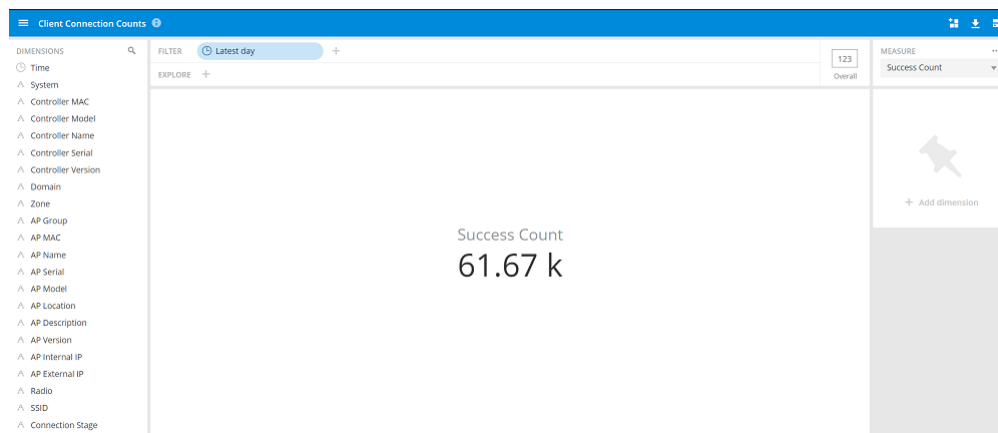 Client Connection Counts
DIMENSIONS
Time
System
Controller MAC
Controller Model
Controller Name
Controller Serial
Controller Version
Domain
Zone
AP Group
AP MAC
AP Name
AP Serial
AP Model
AP Location
AP Description
AP Version
AP Internal IP
AP External IP
Radio
SSID
Connection Stage
FILTER Latest day
EXPLORE
123
Overall
Success Count
61.67 k
MEASURE
Success Count
Add dimension